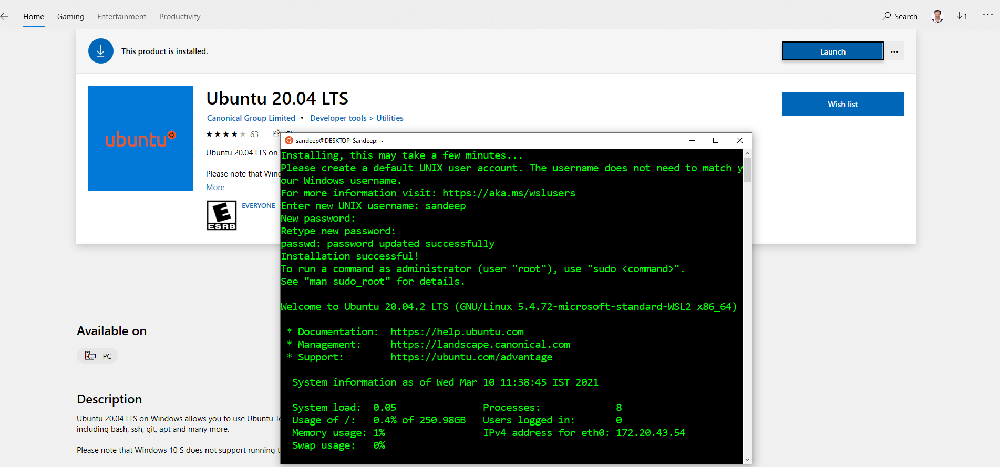 Home Gaming Entertainment Productivity Search 1 ...
This product is installed. Launch ...
ubuntu
Ubuntu 20.04 LTS
Wish list
Canonical Group Limited • Developer tools > Utilities
63
Ubuntu 20.04 LTS on
Please note that
More
E
ESRB
EVERYONE
sandeep@DESKTOP-Sandeep: ~
Installing, this may take a few minutes...
Please create a default UNIX user account. The username does not need to match y
our Windows username.
For more information visit: https://aka.ms/wslusers
Enter new UNIX username: sandeep
New password:
Retype new password:
passwd: password updated successfully
Installation successful!
To run a command as administrator (user "root"), use "sudo <command>".
See "man sudo_root" for details.
Welcome to Ubuntu 20.04.2 LTS (GNU/Linux 5.4.72-microsoft-standard-WSL2 x86_64)
* Documentation: https://help.ubuntu.com
* Management: https://landscape.canonical.com
* Support: https://ubuntu.com/advantage
System information as of Wed Mar 10 11:38:45 IST 2021
System load: 0.05 Processes: 8
Usage of /: 0.4% of 250.98GB Users logged in: 0
Memory usage: 1% IPv4 address for eth0: 172.20.43.54
Swap usage: 0%
Available on
PC
Description
Ubuntu 20.04 LTS on Windows allows you to use Ubuntu
including bash, ssh, git, apt and many more.
Please note that Windows 10 S does not support running